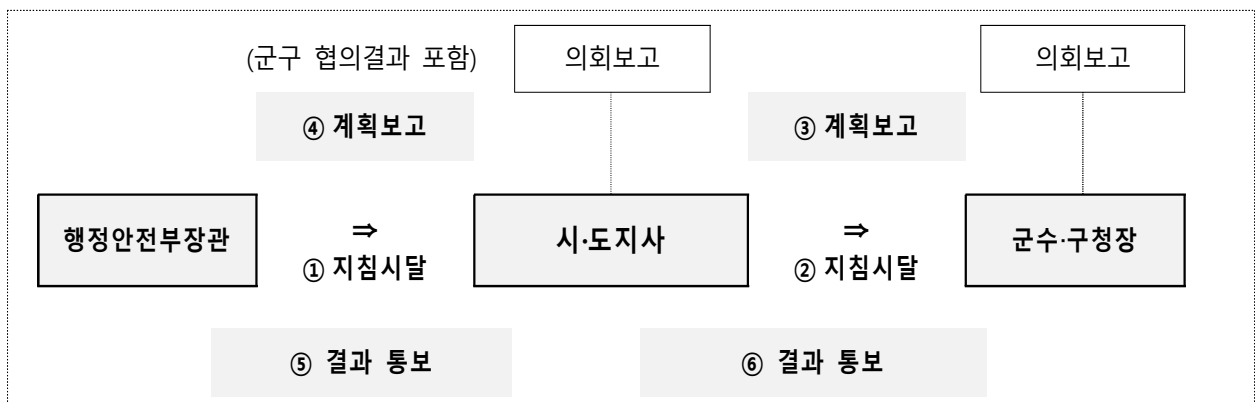 (군구 협의결과 포함)
의회보고
의회보고
④ 계획보고
③ 계획보고
행정안전부장관
⇒
① 지침시달
시·도지사
⇒
② 지침시달
군수·구청장
⑤ 결과 통보
⑥ 결과 통보